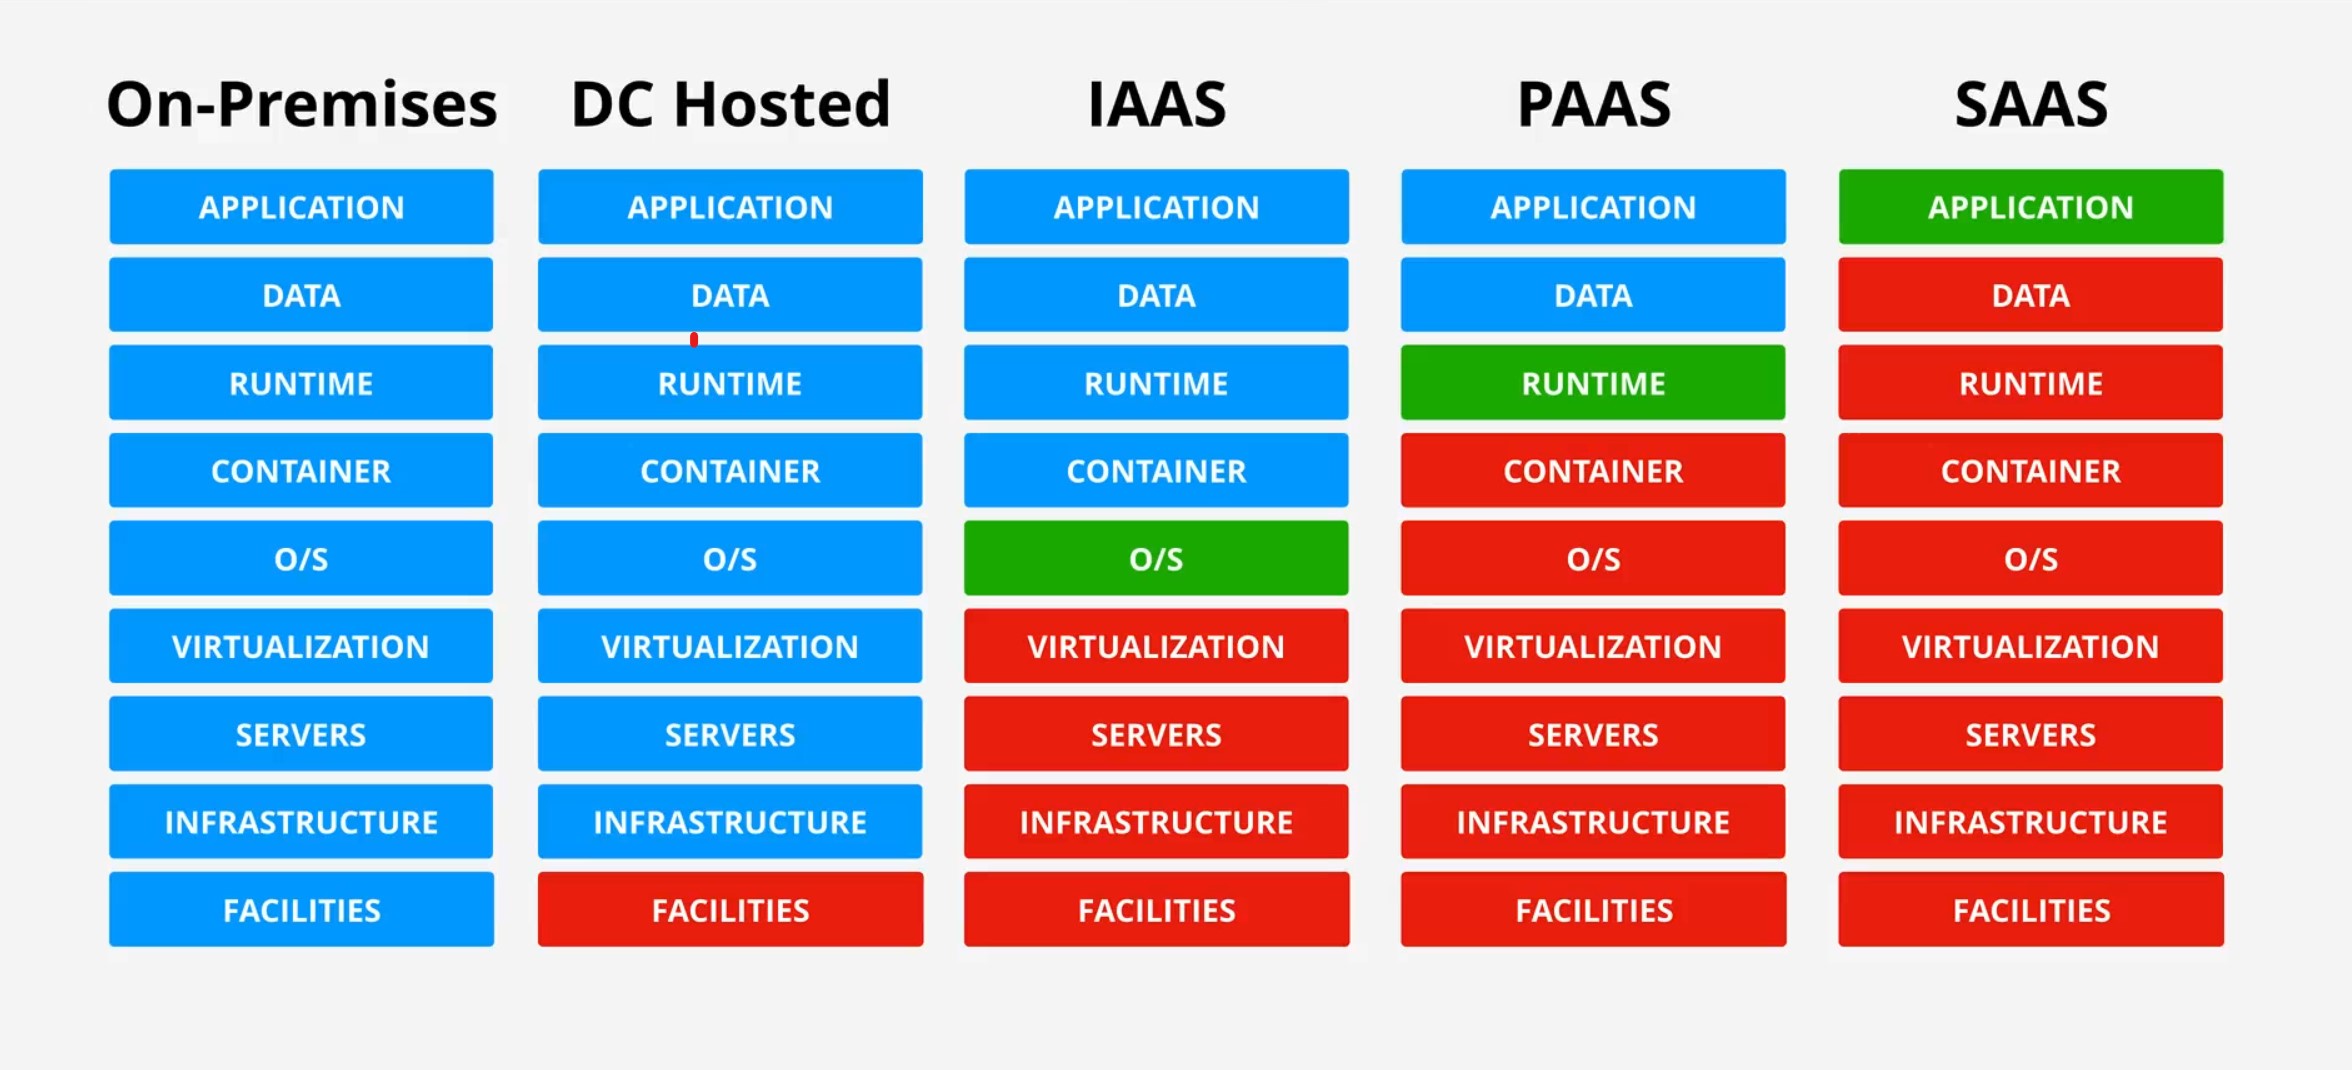 On-Premises DC Hosted IAAS PAAS SAAS
APPLICATION APPLICATION APPLICATION APPLICATION APPLICATION
DATA DATA DATA DATA DATA
RUNTIME RUNTIME RUNTIME RUNTIME RUNTIME
CONTAINER CONTAINER CONTAINER CONTAINER CONTAINER
O/S O/S O/S O/S O/S
VIRTUALIZATION VIRTUALIZATION VIRTUALIZATION VIRTUALIZATION VIRTUALIZATION
SERVERS SERVERS SERVERS SERVERS SERVERS
INFRASTRUCTURE INFRASTRUCTURE INFRASTRUCTURE INFRASTRUCTURE INFRASTRUCTURE
FACILITIES FACILITIES FACILITIES FACILITIES FACILITIES